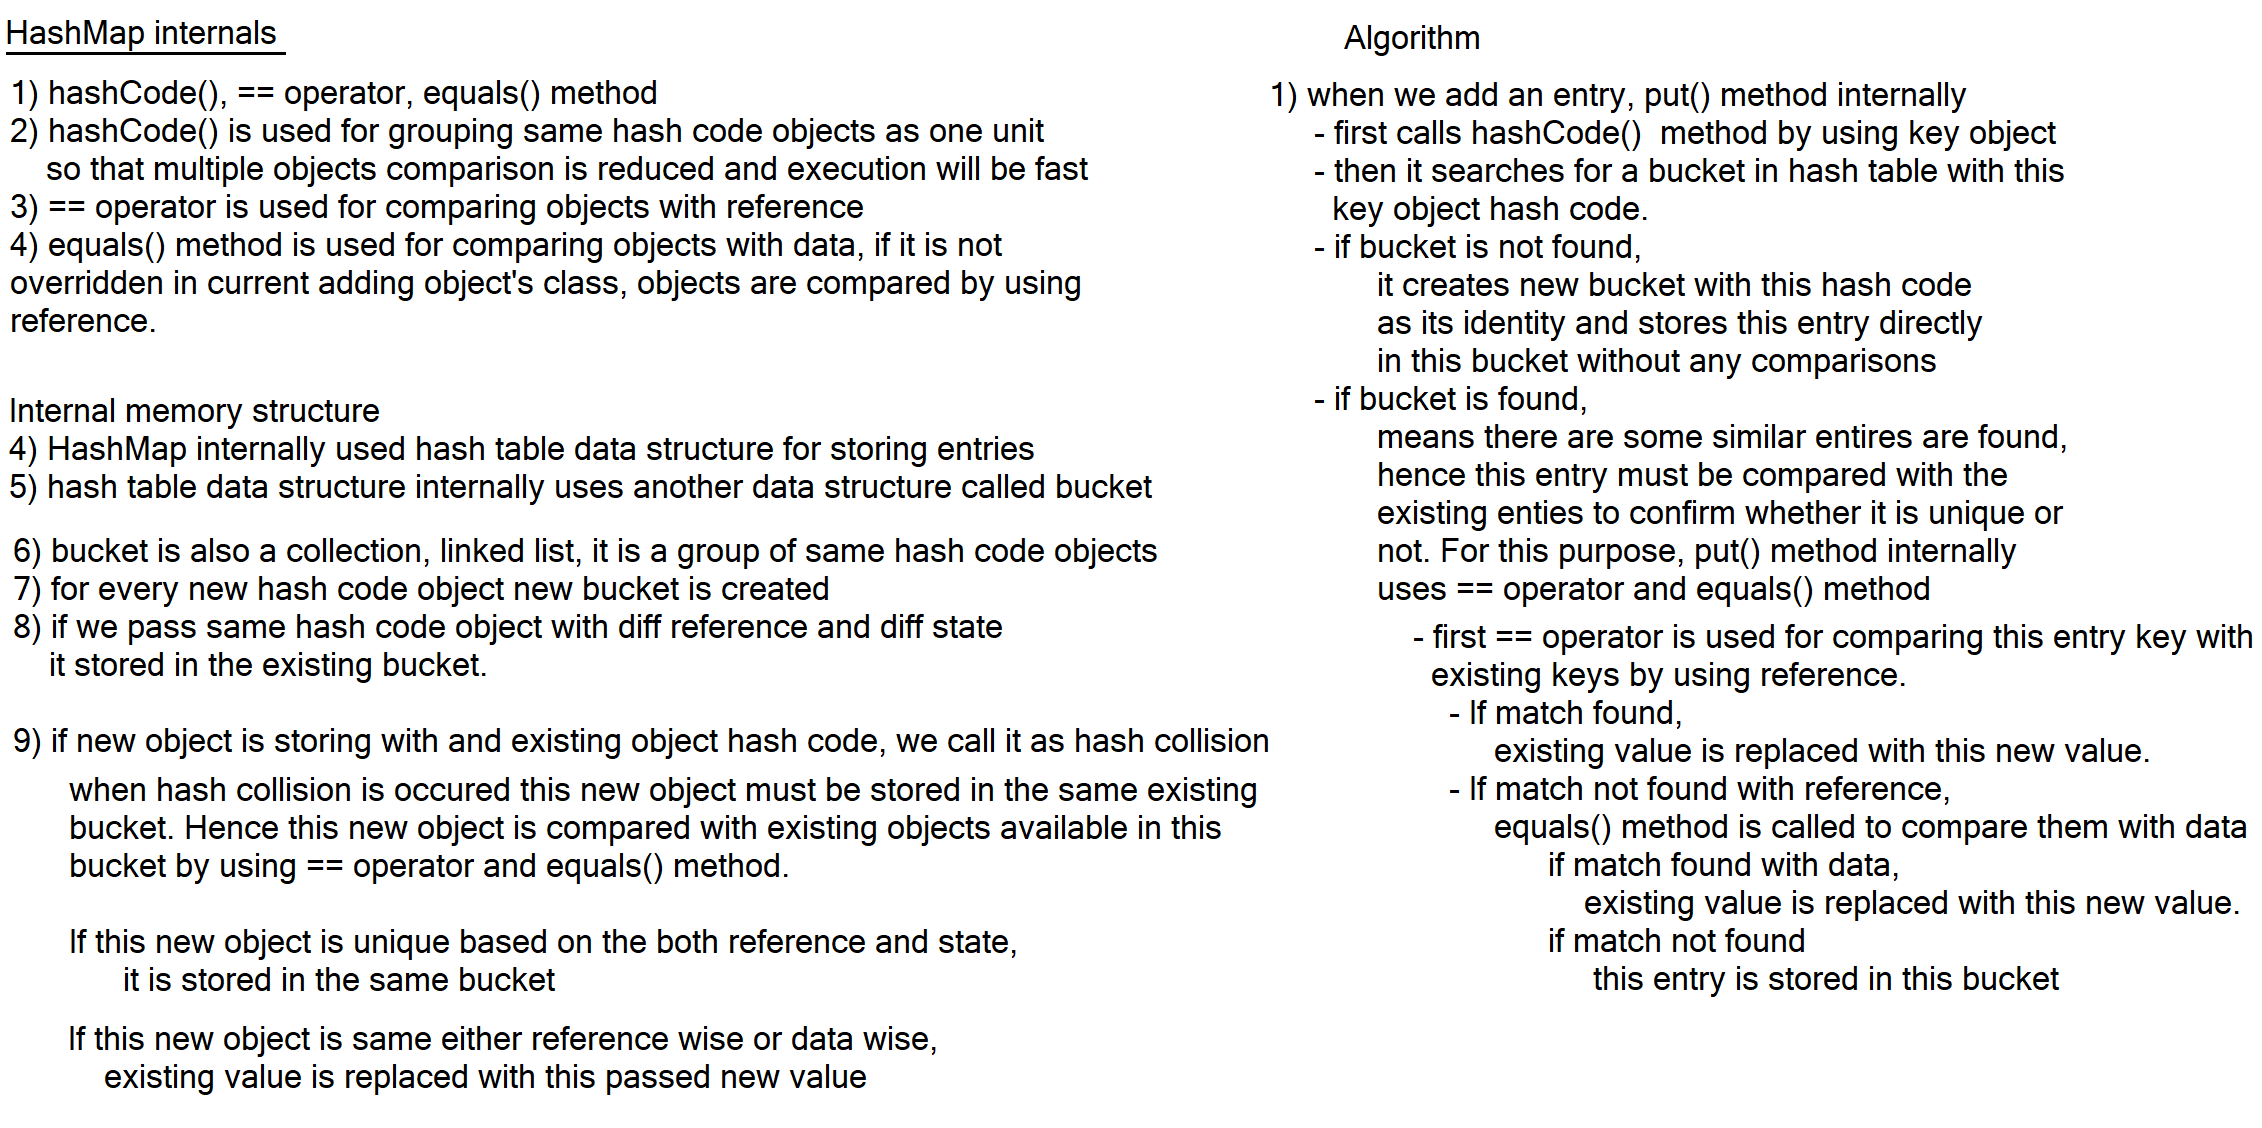 HashMap internals
1) hashCode(), == operator, equals() method
2) hashCode() is used for grouping same hash code objects as one unit
so that multiple objects comparison is reduced and execution will be fast
3) == operator is used for comparing objects with reference
4) equals() method is used for comparing objects with data, if it is not
overridden in current adding object's class, objects are compared by using
reference.
Internal memory structure
4) HashMap internally used hash table data structure for storing entries
5) hash table data structure internally uses another data structure called bucket
6) bucket is also a collection, linked list, it is a group of same hash code objects
7) for every new hash code object new bucket is created
8) if we pass same hash code object with diff reference and diff state
it stored in the existing bucket.
9) if new object is storing with and existing object hash code, we call it as hash collision
when hash collision is occured this new object must be stored in the same existing
bucket. Hence this new object is compared with existing objects available in this
bucket by using == operator and equals() method.
If this new object is unique based on the both reference and state,
it is stored in the same bucket
If this new object is same either reference wise or data wise,
existing value is replaced with this passed new value
Algorithm
1) when we add an entry, put() method internally
- first calls hashCode()  method by using key object
- then it searches for a bucket in hash table with this
key object hash code.
- if bucket is not found,
it creates new bucket with this hash code
as its identity and stores this entry directly
in this bucket without any comparisons
- if bucket is found,
means there are some similar entires are found,
hence this entry must be compared with the
existing enties to confirm whether it is unique or
not. For this purpose, put() method internally
uses == operator and equals() method
- first == operator is used for comparing this entry key with
existing keys by using reference.
- If match found,
existing value is replaced with this new value.
- If match not found with reference,
equals() method is called to compare them with data
if match found with data,
existing value is replaced with this new value.
if match not found
this entry is stored in this bucket